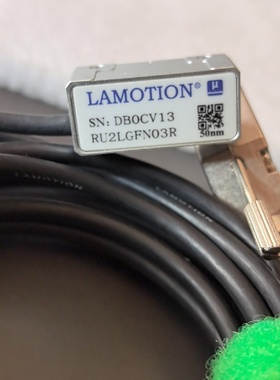 LAMOTION® μ
SN: DB0CV13
RU2LGFN03R
50nm
LAMOTION